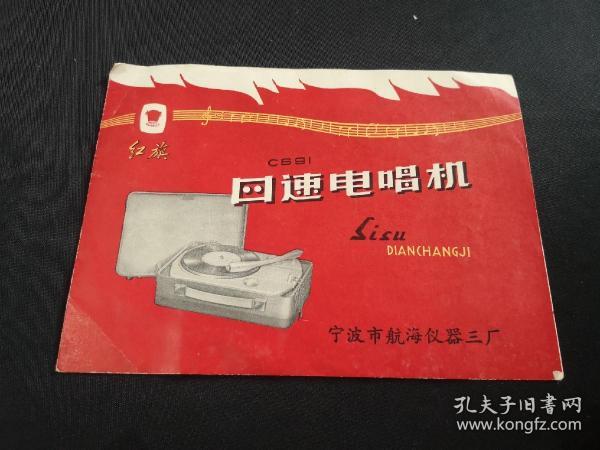 红旗
C691
四速电唱机
Sisu
DIANCHANGJI
宁波市航海仪器三厂
孔夫子旧书网
www.kongfz.com